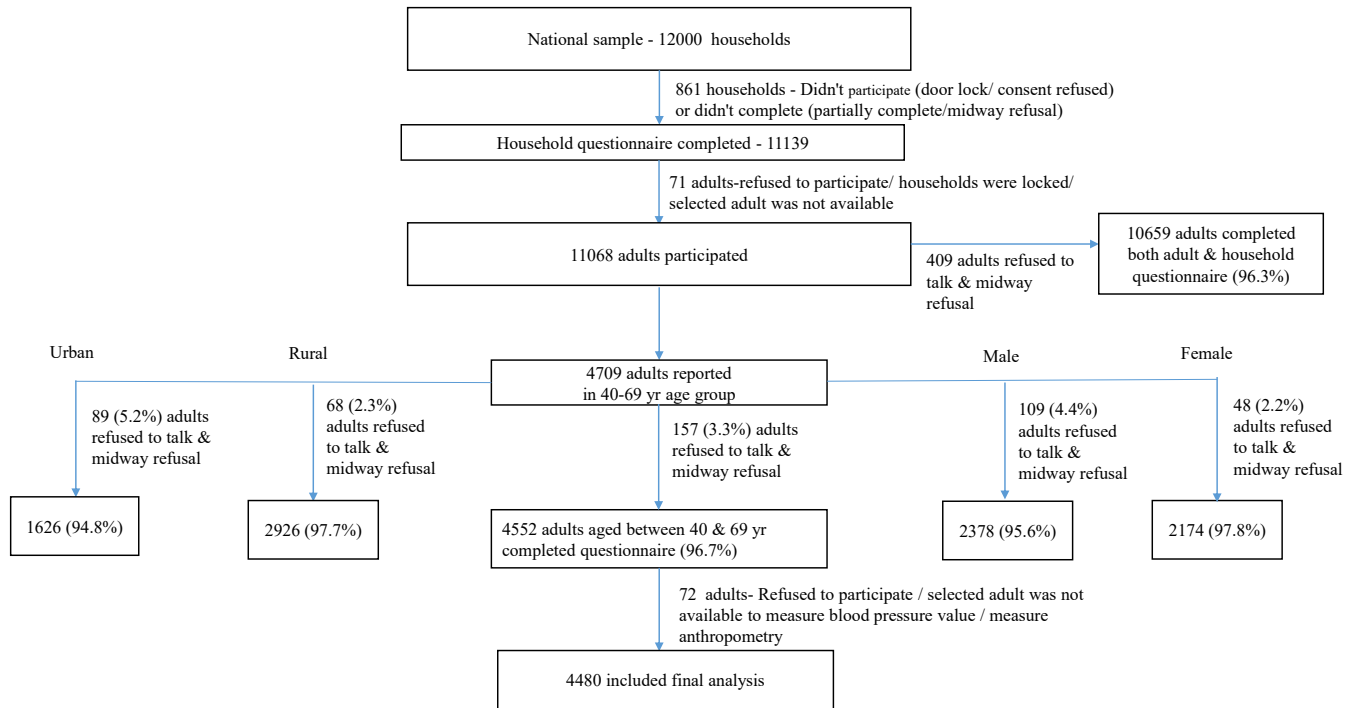 National sample - 12000  households
861 households - Didn't participate (door lock/ consent refused)
or didn't complete (partially complete/midway refusal)
Household questionnaire completed - 11139
71 adults-refused to participate/ households were locked/
selected adult was not available
11068 adults participated
409 adults refused to
talk & midway
refusal
10659 adults completed
both adult & household
questionnaire (96.3%)
Urban
Rural
4709 adults reported
in 40-69 yr age group
Male
Female
89 (5.2%) adults
refused to talk &
midway refusal
68 (2.3%)
adults refused
to talk &
midway refusal
157 (3.3%) adults
refused to talk &
midway refusal
109 (4.4%)
adults refused
to talk &
midway refusal
48 (2.2%)
adults refused
to talk &
midway refusal
1626 (94.8%)
2926 (97.7%)
4552 adults aged between 40 & 69 yr
completed questionnaire (96.7%)
2378 (95.6%)
2174 (97.8%)
72  adults- Refused to participate / selected adult was not
available to measure blood pressure value / measure
anthropometry
4480 included final analysis